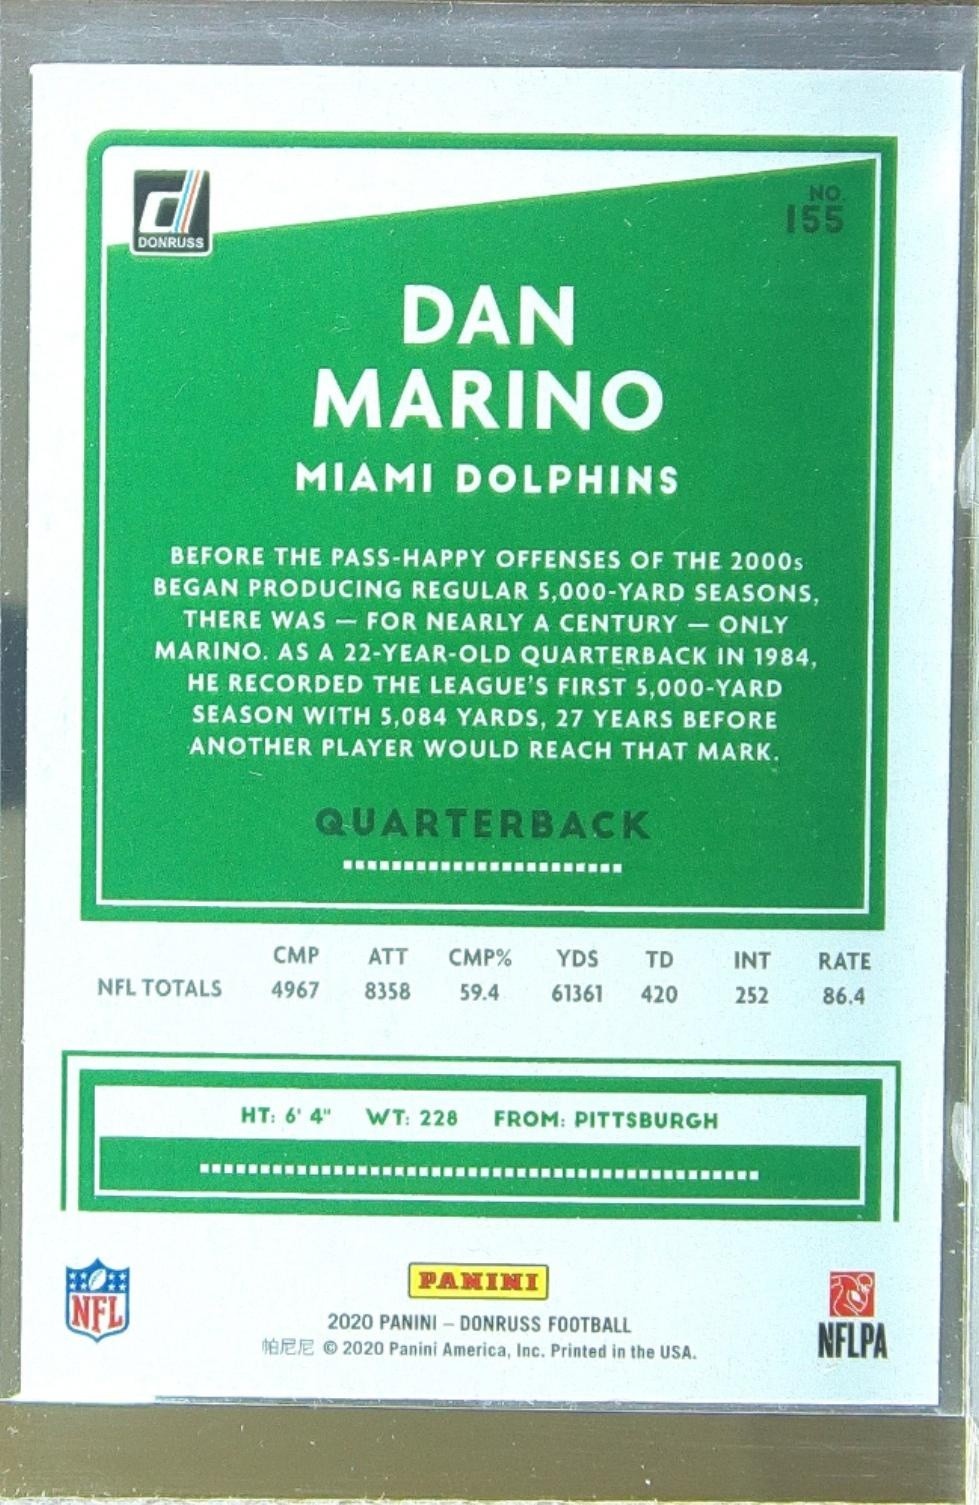 DONRUSS
NO.
155
DAN
MARINO
MIAMI DOLPHINS
BEFORE THE PASS-HAPPY OFFENSES OF THE 2000s
BEGAN PRODUCING REGULAR 5,000-YARD SEASONS,
THERE WAS — FOR NEARLY A CENTURY — ONLY
MARINO. AS A 22-YEAR-OLD QUARTERBACK IN 1984,
HE RECORDED THE LEAGUE'S FIRST 5,000-YARD
SEASON WITH 5,084 YARDS, 27 YEARS BEFORE
ANOTHER PLAYER WOULD REACH THAT MARK.
QUARTERBACK
CMP ATT CMP% YDS TD INT RATE
NFL TOTALS 4967 8358 59.4 61361 420 252 86.4
HT: 6' 4" WT: 228 FROM: PITTSBURGH
NFL
PANINI
2020 PANINI – DONRUSS FOOTBALL
帕尼尼 © 2020 Panini America, Inc. Printed in the USA.
NFLPA